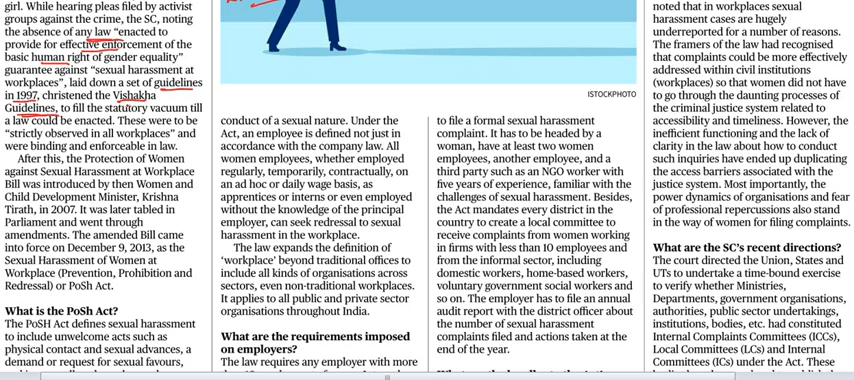 girl. While hearing pleas filed by activist
groups against the crime, the SC, noting
the absence of any law “enacted to
provide for effective enforcement of the
basic human right of gender equality”
guarantee against “sexual harassment at
workplaces”, laid down a set of guidelines
in 1997, christened the Vishakha
Guidelines, to fill the statutory vacuum till
a law could be enacted. These were to be
“strictly observed in all workplaces” and
were binding and enforceable in law.
After this, the Protection of Women
against Sexual Harassment at Workplace
Bill was introduced by then Women and
Child Development Minister, Krishna
Tirath, in 2007. It was later tabled in
Parliament and went through
amendments. The amended Bill came
into force on December 9, 2013, as the
Sexual Harassment of Women at
Workplace (Prevention, Prohibition and
Redressal) or PoSh Act.
What is the PoSh Act?
The PoSH Act defines sexual harassment
to include unwelcome acts such as
physical contact and sexual advances, a
demand or request for sexual favours,
ISTOCKPHOTO
conduct of a sexual nature. Under the
Act, an employee is defined not just in
accordance with the company law. All
women employees, whether employed
regularly, temporarily, contractually, on
an ad hoc or daily wage basis, as
apprentices or interns or even employed
without the knowledge of the principal
employer, can seek redressal to sexual
harassment in the workplace.
The law expands the definition of
‘workplace’ beyond traditional offices to
include all kinds of organisations across
sectors, even non-traditional workplaces.
It applies to all public and private sector
organisations throughout India.
What are the requirements imposed
on employers?
The law requires any employer with more
to file a formal sexual harassment
complaint. It has to be headed by a
woman, have at least two women
employees, another employee, and a
third party such as an NGO worker with
five years of experience, familiar with the
challenges of sexual harassment. Besides,
the Act mandates every district in the
country to create a local committee to
receive complaints from women working
in firms with less than 10 employees and
from the informal sector, including
domestic workers, home-based workers,
voluntary government social workers and
so on. The employer has to file an annual
audit report with the district officer about
the number of sexual harassment
complaints filed and actions taken at the
end of the year.
noted that in workplaces sexual
harassment cases are hugely
underreported for a number of reasons.
The framers of the law had recognised
that complaints could be more effectively
addressed within civil institutions
(workplaces) so that women did not have
to go through the daunting processes of
the criminal justice system related to
accessibility and timeliness. However, the
inefficient functioning and the lack of
clarity in the law about how to conduct
such inquiries have ended up duplicating
the access barriers associated with the
justice system. Most importantly, the
power dynamics of organisations and fear
of professional repercussions also stand
in the way of women for filing complaints.
What are the SC’s recent directions?
The court directed the Union, States and
UTs to undertake a time-bound exercise
to verify whether Ministries,
Departments, government organisations,
authorities, public sector undertakings,
institutions, bodies, etc. had constituted
Internal Complaints Committees (ICCs),
Local Committees (LCs) and Internal
Committees (ICs) under the Act. These